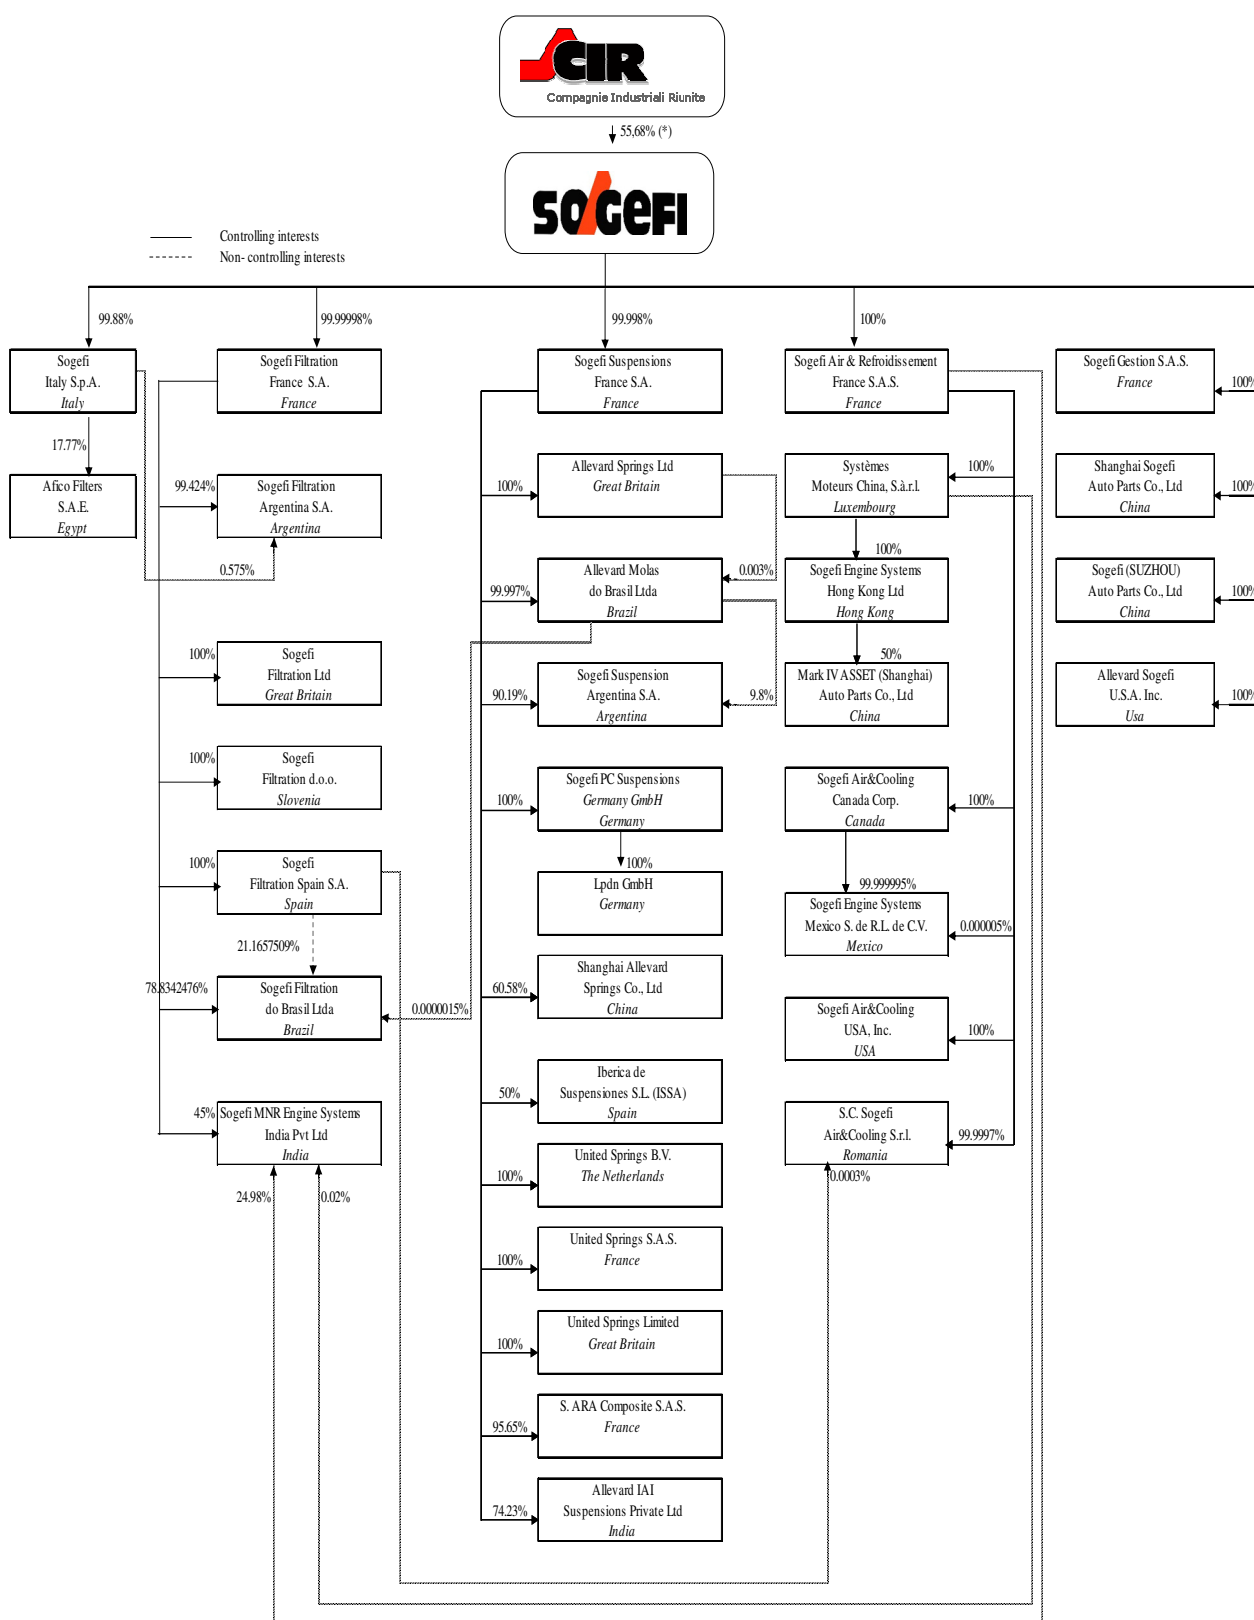 CIR
Compagnie Industriali Riunite
55,68% (*)
SOGEFI
Controlling interests
Non- controlling interests
99.88%
99.99998%
99.998%
100%
Sogefi
Italy S.p.A.
Italy
Sogefi Filtration
France S.A.
France
Sogefi Suspensions
France S.A.
France
Sogefi Air & Refroidissement
France S.A.S.
France
Sogefi Gestion S.A.S.
France
100%
17.77%
Afico Filters
S.A.E.
Egypt
99.424%
Sogefi Filtration
Argentina S.A.
Argentina
0.575%
100%
Allevard Springs Ltd
Great Britain
Systèmes
Moteurs China, S.à.r.l.
Luxembourg
100%
Shanghai Sogefi
Auto Parts Co., Ltd
China
100%
99.997%
Allevard Molas
do Brasil Ltda
Brazil
0.003%
100%
Sogefi Engine Systems
Hong Kong Ltd
Hong Kong
Sogefi (SUZHOU)
Auto Parts Co., Ltd
China
100%
100%
Sogefi
Filtration Ltd
Great Britain
90.19%
Sogefi Suspension
Argentina S.A.
Argentina
9.8%
50%
Mark IV ASSET (Shanghai)
Auto Parts Co., Ltd
China
Allevard Sogefi
U.S.A. Inc.
Usa
100%
100%
Sogefi
Filtration d.o.o.
Slovenia
100%
Sogefi PC Suspensions
Germany GmbH
Germany
Sogefi Air&Cooling
Canada Corp.
Canada
100%
100%
Sogefi
Filtration Spain S.A.
Spain
100%
Lpdn GmbH
Germany
99.999995%
Sogefi Engine Systems
Mexico S. de R.L. de C.V.
Mexico
0.000005%
21.1657509%
78.8342476%
Sogefi Filtration
do Brasil Ltda
Brazil
0.0000015%
60.58%
Shanghai Allevard
Springs Co., Ltd
China
Sogefi Air&Cooling
USA, Inc.
USA
100%
50%
Iberica de
Suspensiones S.L. (ISSA)
Spain
45%
Sogefi MNR Engine Systems
India Pvt Ltd
India
S.C. Sogefi
Air&Cooling S.r.l.
Romania
99.9997%
24.98%
0.02%
100%
United Springs B.V.
The Netherlands
0.0003%
100%
United Springs S.A.S.
France
100%
United Springs Limited
Great Britain
95.65%
S. ARA Composite S.A.S.
France
74.23%
Allevard IAI
Suspensions Private Ltd
India